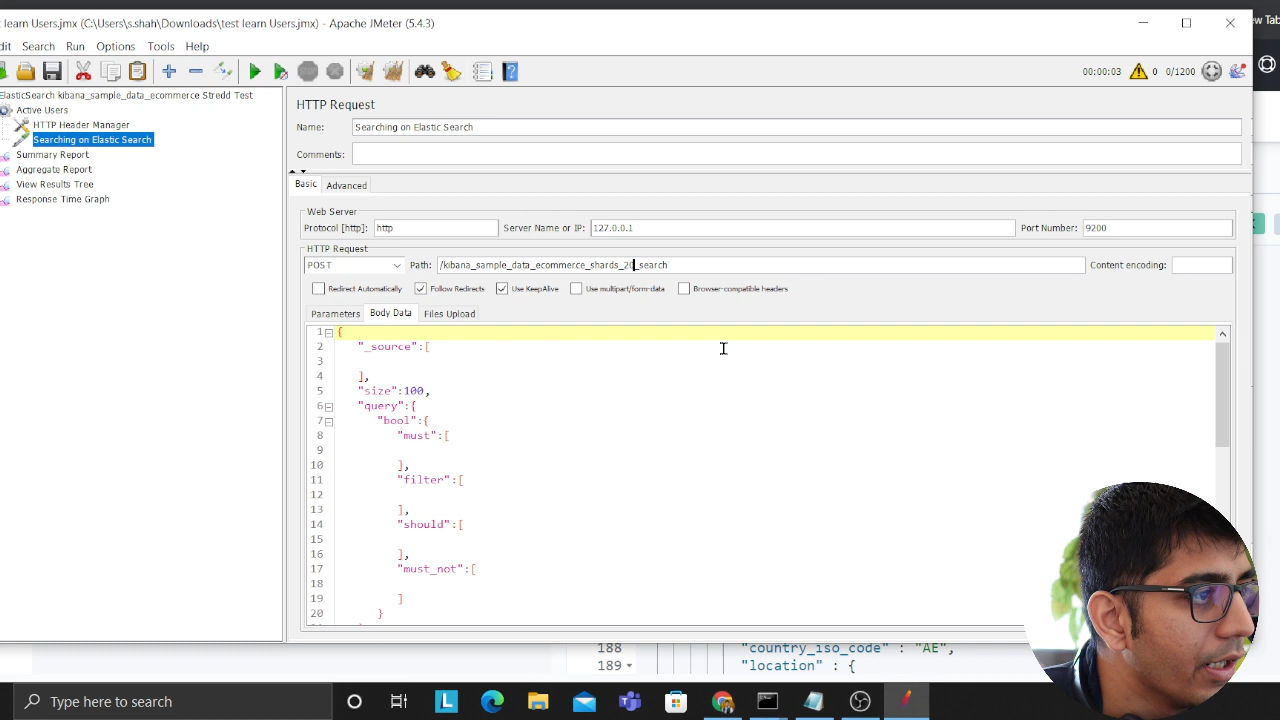 t learn Users.jmx (C:\Users\s.shah\Downloads\test learn Users.jmx) - Apache JMeter (5.4.3)
ew Tab
dit Search Run Options Tools Help
00:00:03 0 0/1200
ElasticSearch kibana_sample_data_ecommerce Stredd Test
Active Users
HTTP Header Manager
Searching on Elastic Search
Summary Report
Aggregate Report
View Results Tree
Response Time Graph
HTTP Request
Name: Searching on Elastic Search
Comments:
Basic Advanced
Web Server
Protocol [http]: http Server Name or IP: 127.0.0.1 Port Number: 9200
HTTP Request
POST Path: /kibana_sample_data_ecommerce_shards_20_search Content encoding:
Redirect Automatically Follow Redirects Use KeepAlive Use multipart/form-data Browser-compatible headers
Parameters Body Data Files Upload
1 {
2 "_source":[
3
4 ],
5 "size":100,
6 "query":{
7 "bool":{
8 "must":[
9
10 ],
11 "filter":[
12
13 ],
14 "should":[
15
16 ],
17 "must_not":[
18
19 ]
20 }
188 "country_iso_code" : "AE",
189 "location" : {
Type here to search